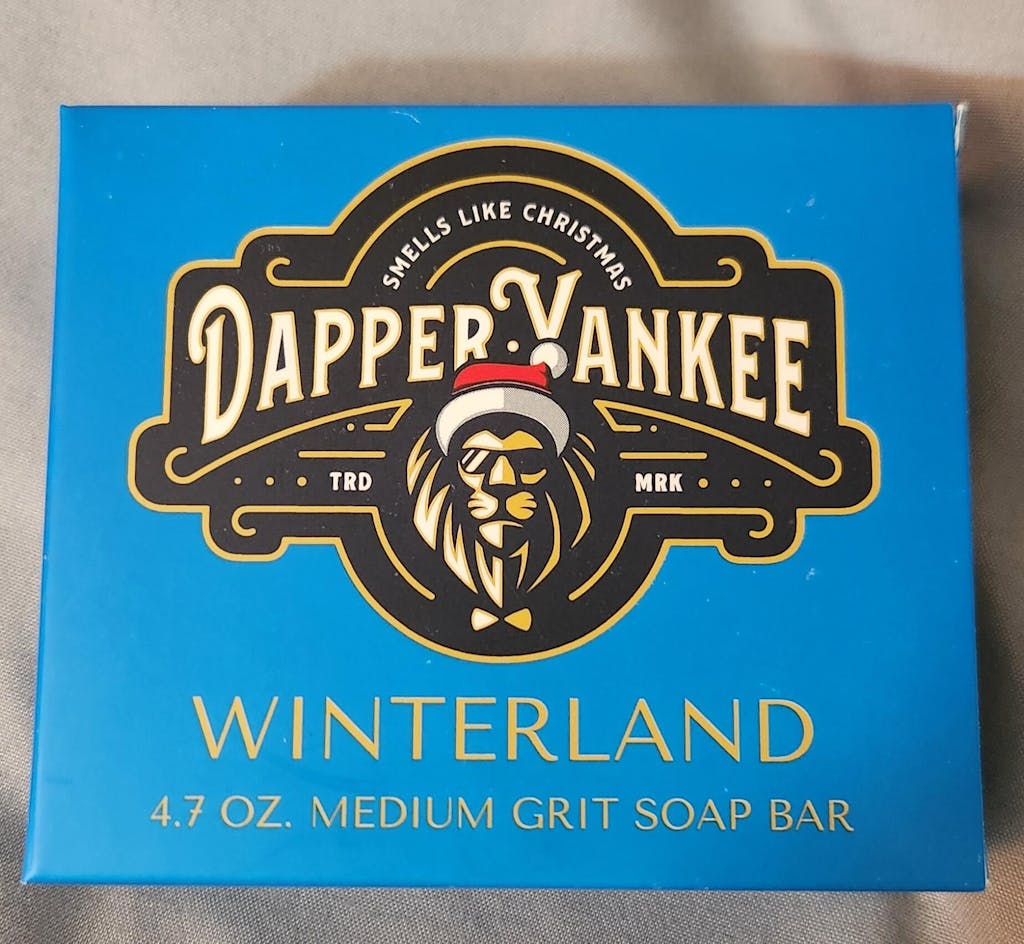 SMELLS LIKE CHRISTMAS
DAPPER YANKEE
TRD MRK
WINTERLAND
4.7 OZ. MEDIUM GRIT SOAP BAR